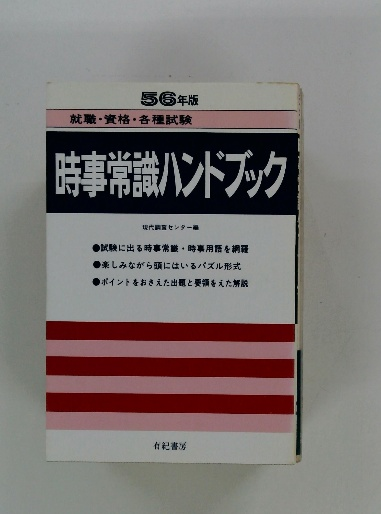 56年版
就職・資格・各種試験
時事常識ハンドブック
現代調査センター編
●試験に出る時事常識・時事用語を網羅
●楽しみながら頭にはいるパズル形式
●ポイントをおさえた出題と要領をえた解説
有紀書房